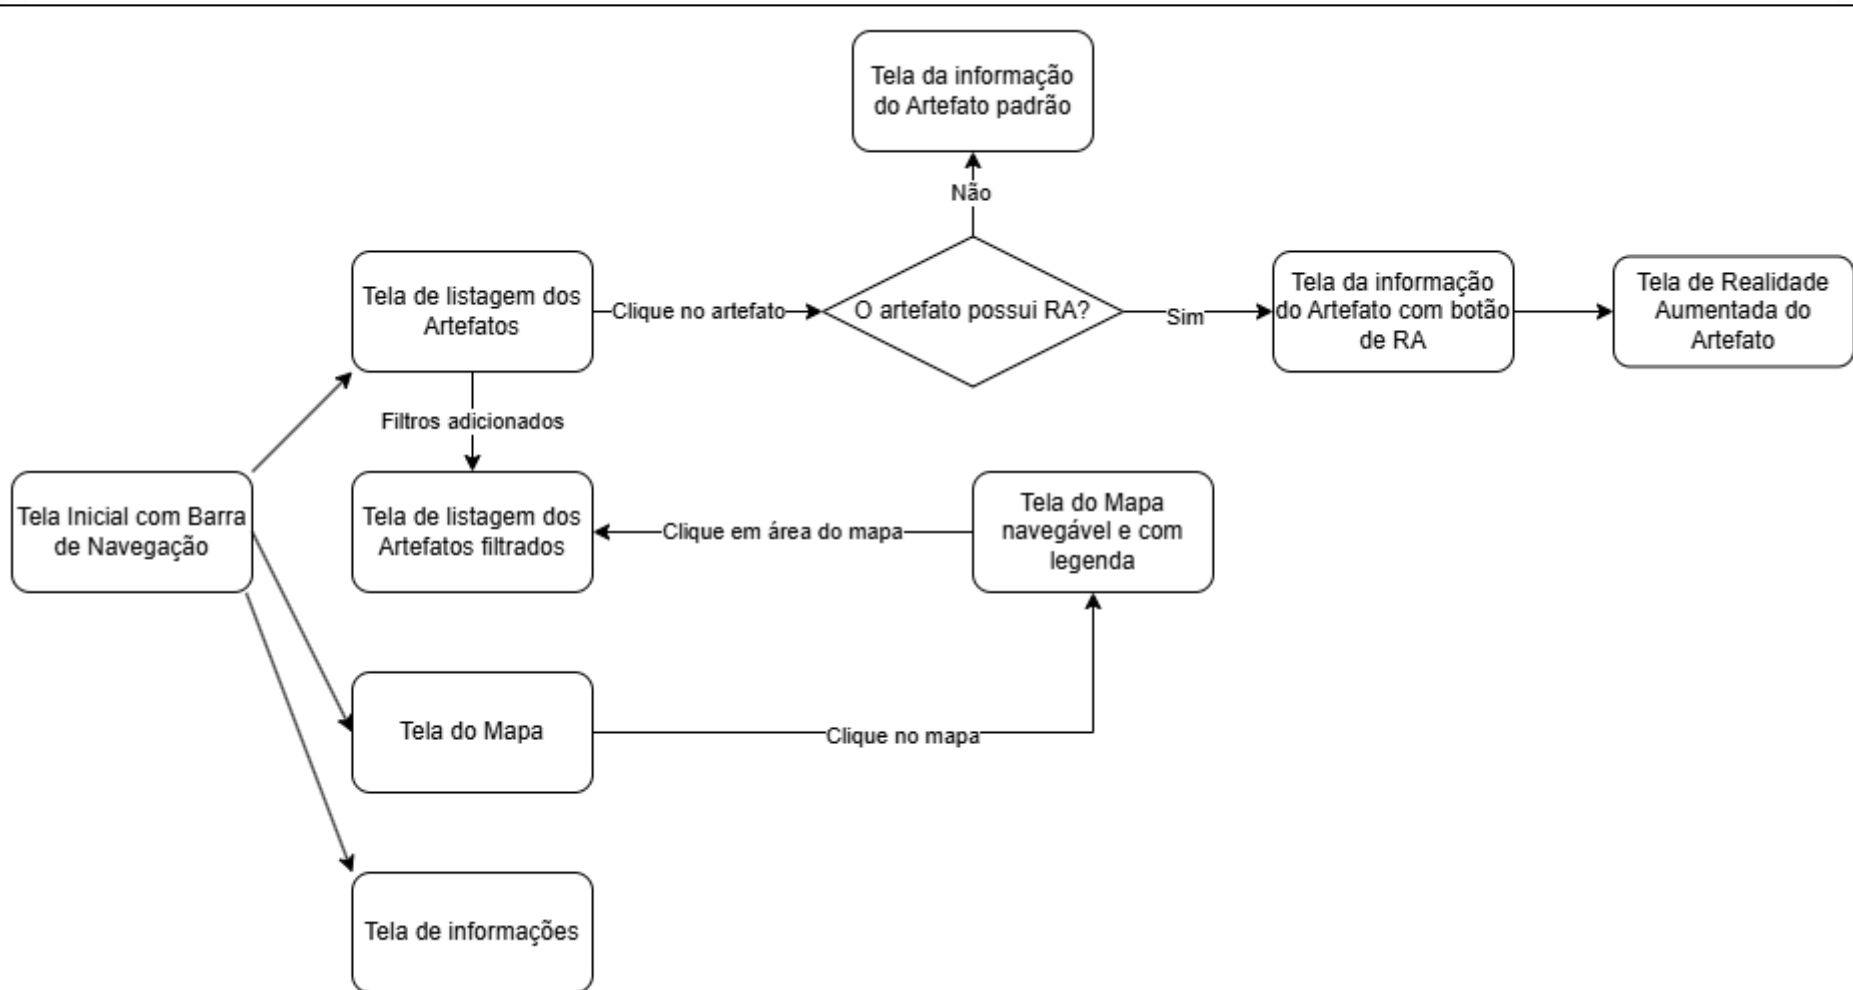 Tela da informação
do Artefato padrão
Não
Tela de listagem dos
Artefatos
Clique no artefato
O artefato possui RA?
Sim
Tela da informação
do Artefato com botão
de RA
Tela de Realidade
Aumentada do
Artefato
Filtros adicionados
Tela Inicial com Barra
de Navegação
Tela de listagem dos
Artefatos filtrados
Clique em área do mapa
Tela do Mapa
navegável e com
legenda
Tela do Mapa
Clique no mapa
Tela de informações